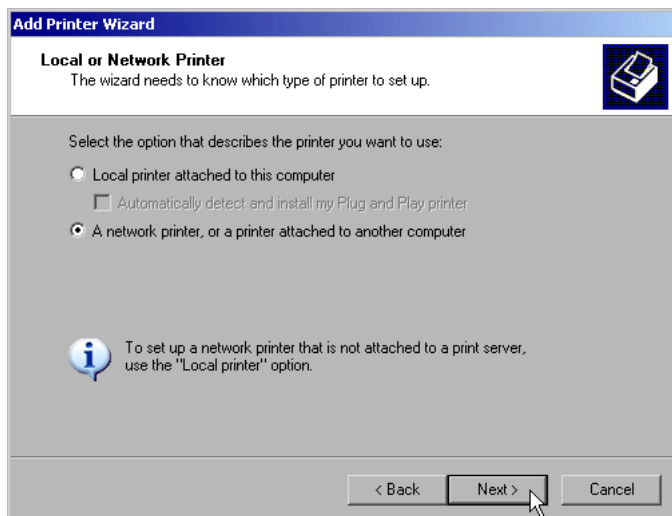 Add Printer Wizard
Local or Network Printer
The wizard needs to know which type of printer to set up.
Select the option that describes the printer you want to use:
Local printer attached to this computer
Automatically detect and install my Plug and Play printer
A network printer, or a printer attached to another computer
To set up a network printer that is not attached to a print server,
use the "Local printer" option.
< Back
Next >
Cancel